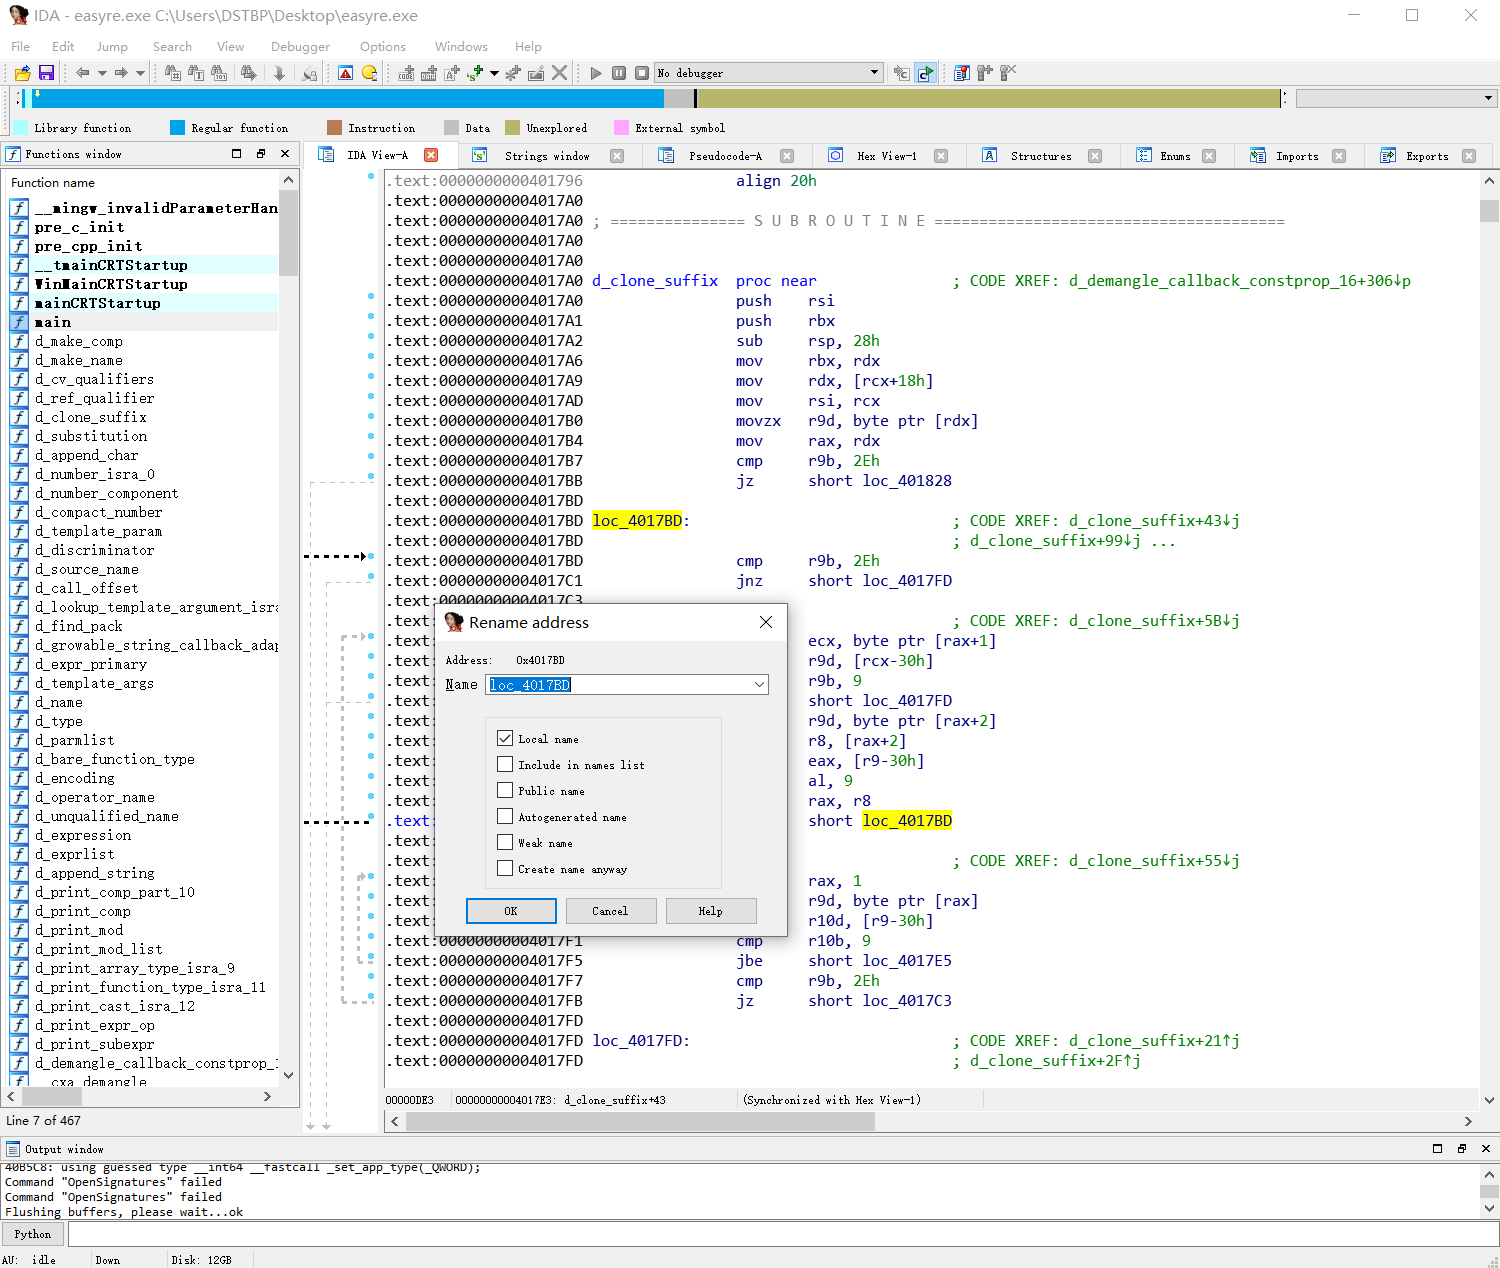 IDA - easyre.exe C:\Users\DSTBP\Desktop\easyre.exe
File Edit Jump Search View Debugger Options Windows Help
No debugger
Library function Regular function Instruction Data Unexplored External symbol
Functions window
IDA View-A Strings window Pseudocode-A Hex View-1 Structures Enums Imports Exports
Function name
__mingw_invalidParameterHan
pre_c_init
pre_cpp_init
__tmainCRTStartup
WinMainCRTStartup
mainCRTStartup
main
d_make_comp
d_make_name
d_cv_qualifiers
d_ref_qualifier
d_clone_suffix
d_substitution
d_append_char
d_number_isra_0
d_number_component
d_compact_number
d_template_param
d_discriminator
d_source_name
d_call_offset
d_lookup_template_argument_isra
d_find_pack
d_growable_string_callback_adap
d_expr_primary
d_template_args
d_name
d_type
d_parmlist
d_bare_function_type
d_encoding
d_operator_name
d_unqualified_name
d_expression
d_exprlist
d_append_string
d_print_comp_part_10
d_print_comp
d_print_mod
d_print_mod_list
d_print_array_type_isra_9
d_print_function_type_isra_11
d_print_cast_isra_12
d_print_expr_op
d_print_subexpr
d_demangle_callback_constprop_1
__cxa_demangle
Line 7 of 467
.text:0000000000401796 align 20h
.text:00000000004017A0
.text:00000000004017A0 ; =============== S U B R O U T I N E =======================================
.text:00000000004017A0
.text:00000000004017A0
.text:00000000004017A0 d_clone_suffix proc near ; CODE XREF: d_demangle_callback_constprop_16+306↓p
.text:00000000004017A0 push rsi
.text:00000000004017A1 push rbx
.text:00000000004017A2 sub rsp, 28h
.text:00000000004017A6 mov rbx, rdx
.text:00000000004017A9 mov rdx, [rcx+18h]
.text:00000000004017AD mov rsi, rcx
.text:00000000004017B0 movzx r9d, byte ptr [rdx]
.text:00000000004017B4 mov rax, rdx
.text:00000000004017B7 cmp r9b, 2Eh
.text:00000000004017BB jz short loc_401828
.text:00000000004017BD
.text:00000000004017BD loc_4017BD: ; CODE XREF: d_clone_suffix+43↓j
.text:00000000004017BD ; d_clone_suffix+99↓j ...
.text:00000000004017BD cmp r9b, 2Eh
.text:00000000004017C1 jnz short loc_4017FD
.text:00000000004017C3
.text: ; CODE XREF: d_clone_suffix+5B↓j
.text: ecx, byte ptr [rax+1]
.text: r9d, [rcx-30h]
.text: r9b, 9
.text: short loc_4017FD
.text: r9d, byte ptr [rax+2]
.text: r8, [rax+2]
.text: eax, [r9-30h]
.text: al, 9
.text: rax, r8
.text: short loc_4017BD
.text:
.text: ; CODE XREF: d_clone_suffix+55↓j
.text: rax, 1
.text: r9d, byte ptr [rax]
.text: r10d, [r9-30h]
.text:00000000004017F1 cmp r10b, 9
.text:00000000004017F5 jbe short loc_4017E5
.text:00000000004017F7 cmp r9b, 2Eh
.text:00000000004017FB jz short loc_4017C3
.text:00000000004017FD
.text:00000000004017FD loc_4017FD: ; CODE XREF: d_clone_suffix+21↑j
.text:00000000004017FD ; d_clone_suffix+2F↑j
00000DE3 00000000004017E3: d_clone_suffix+43 (Synchronized with Hex View-1)
Rename address
Address: 0x4017BD
Name loc_4017BD
Local name
Include in names list
Public name
Autogenerated name
Weak name
Create name anyway
OK Cancel Help
Output window
40B5C8: using guessed type __int64 __fastcall _set_app_type(_QWORD);
Command "OpenSignatures" failed
Command "OpenSignatures" failed
Flushing buffers, please wait...ok
Python
AU: idle Down Disk: 12GB